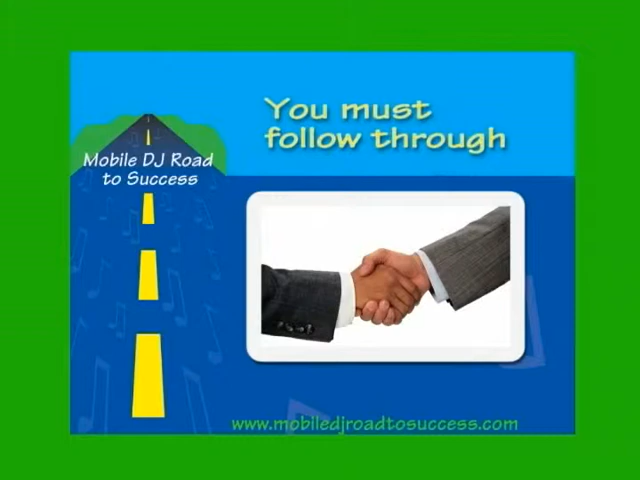 You must
follow through
Mobile DJ Road
to Success
www.mobiledjroadtosuccess.com